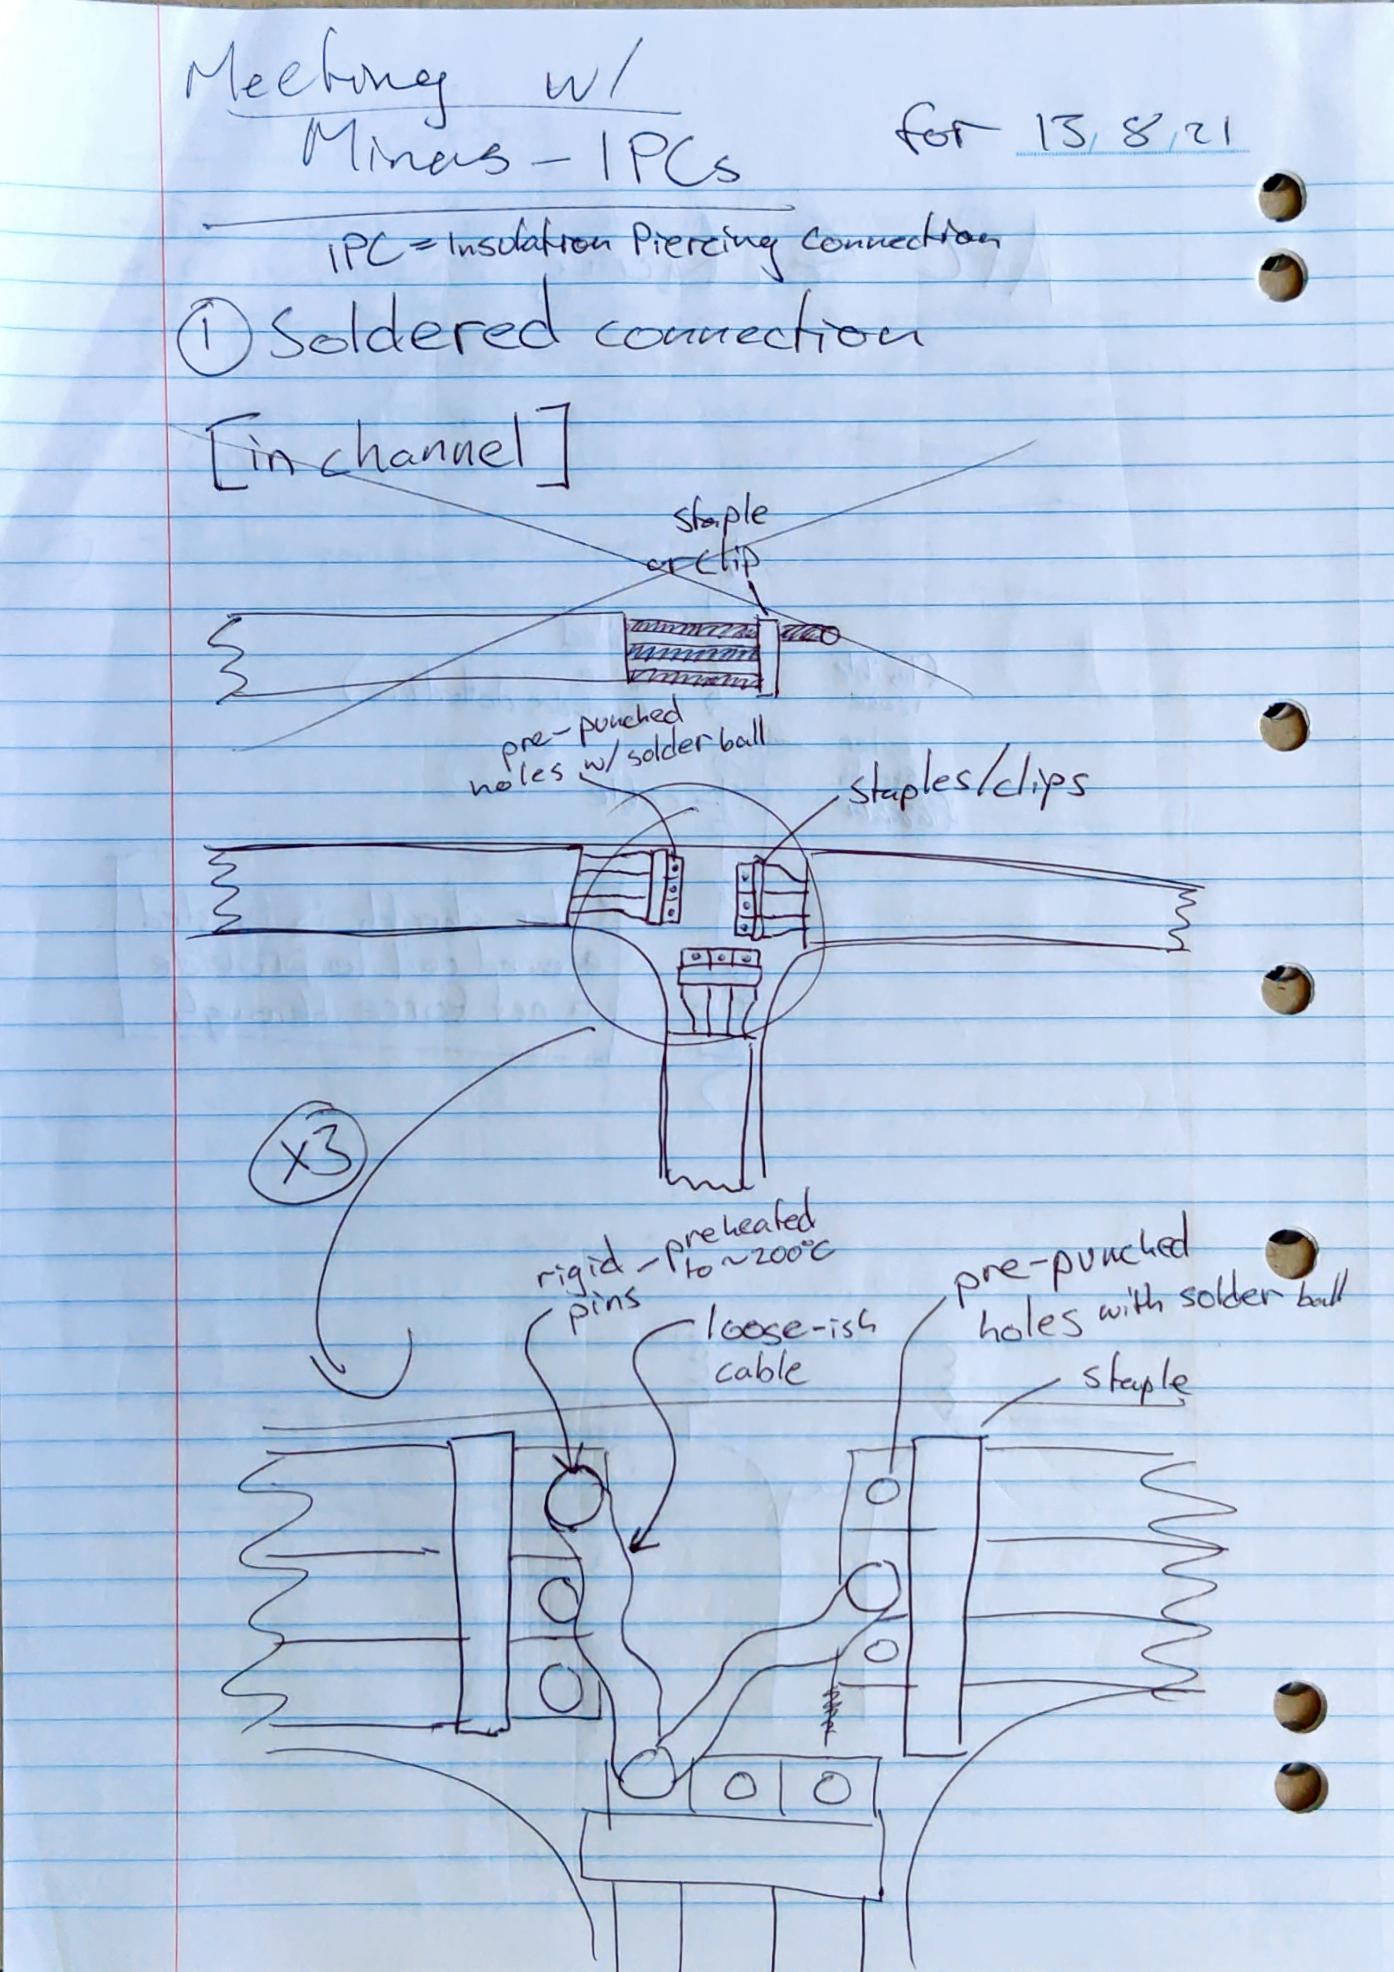 Meeting w/
Minas - IPCs
for 13/8/21
IPC = Insulation Piercing Connection
① Soldered connection
[in channel]
staple
or clip
pre-punched
holes w/ solder ball
staples/clips
x3
rigid - preheated
pins to ~200°C
loose-ish
cable
pre-punched
holes with solder ball
staple